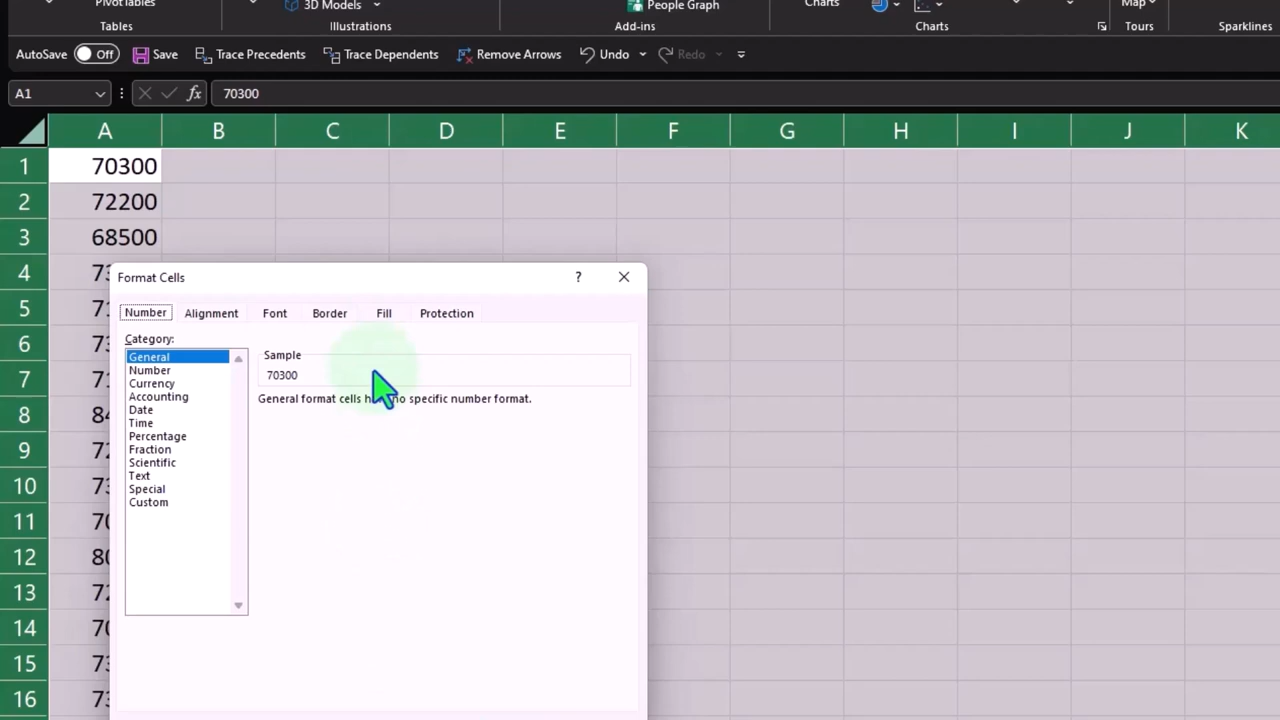 PivotTables
3D Models
People Graph
Charts
Map
Tables
Illustrations
Add-ins
Charts
Tours
Sparklines
AutoSave Off Save Trace Precedents Trace Dependents Remove Arrows Undo Redo
A1 fx 70300
A B C D E F G H I J K
1 70300
2 72200
3 68500
4
Format Cells ? ×
5
Number Alignment Font Border Fill Protection
6
Category:
General
Number
Currency
Accounting
Date
Time
Percentage
Fraction
Scientific
Text
Special
Custom
Sample
70300
General format cells no specific number format.
7
8
9
10
11
12
13
14
15
16